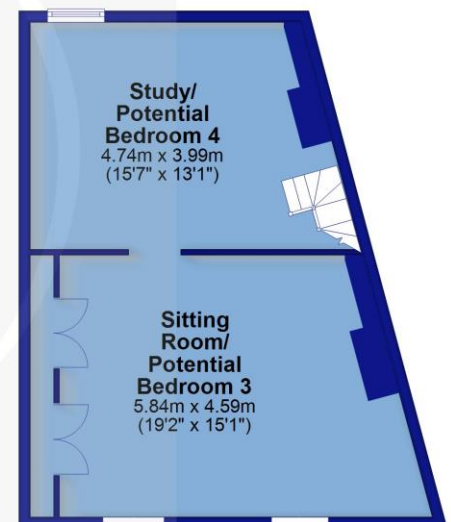 Study/
Potential
Bedroom 4
4.74m x 3.99m
(15'7" x 13'1")
Sitting
Room/
Potential
Bedroom 3
5.84m x 4.59m
(19'2" x 15'1")